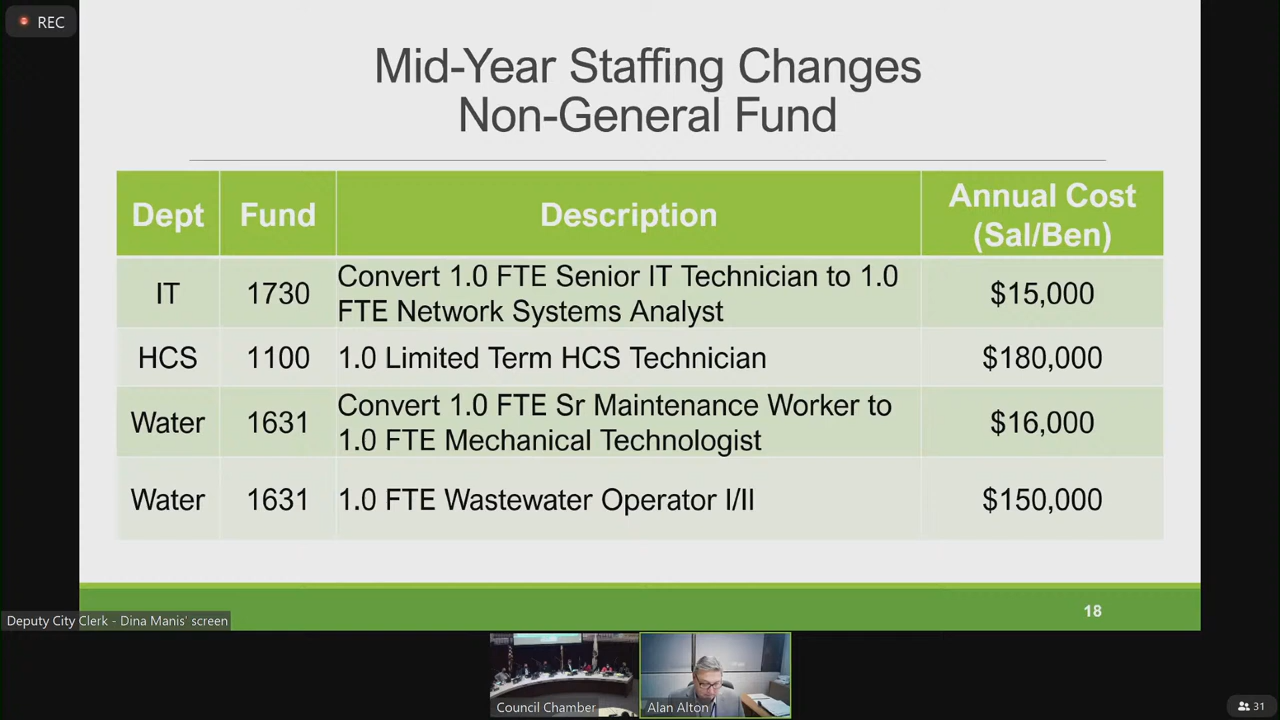 REC
Mid-Year Staffing Changes
Non-General Fund
Dept Fund Description Annual Cost (Sal/Ben)
IT 1730 Convert 1.0 FTE Senior IT Technician to 1.0 FTE Network Systems Analyst $15,000
HCS 1100 1.0 Limited Term HCS Technician $180,000
Water 1631 Convert 1.0 FTE Sr Maintenance Worker to 1.0 FTE Mechanical Technologist $16,000
Water 1631 1.0 FTE Wastewater Operator I/II $150,000
18
Deputy City Clerk - Dina Manis' screen
Council Chamber
Alan Alton
31